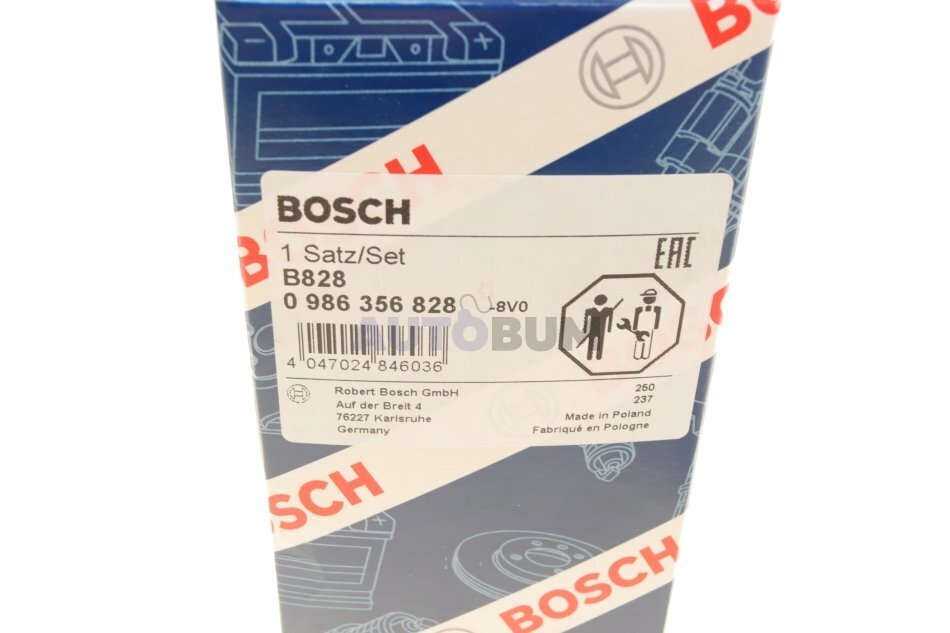 BOSCH
BOSCH
1 Satz/Set
EAC
B828
0 986 356 828 -8V0
AUTOBUM
4 047024 846036
Robert Bosch GmbH
Auf der Breit 4
76227 Karlsruhe
Germany
250
237
Made in Poland
Fabriqué en Pologne
BOSCH
BOSCH